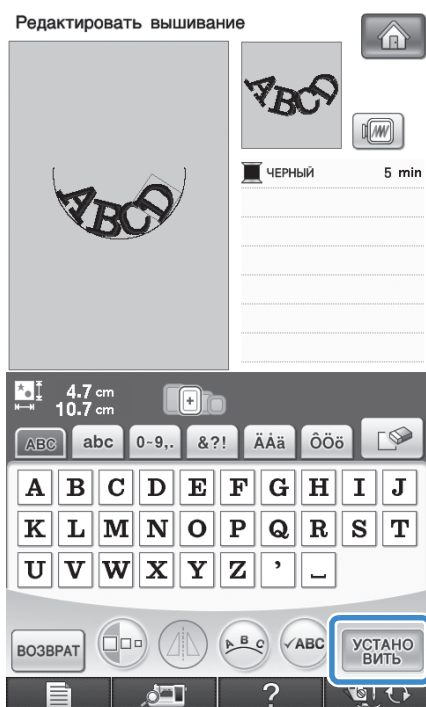 Редактировать вышивание
ABCD
ЧЕРНЫЙ 5 min
ABCD
4.7 cm
10.7 cm
ABC abc 0~9,. &?! ÄÅä ÔÖö
A B C D E F G H I J
K L M N O P Q R S T
U V W X Y Z ’ ⎵
ВОЗВРАТ A B C ✓ABC УСТАНО
ВИТЬ
?